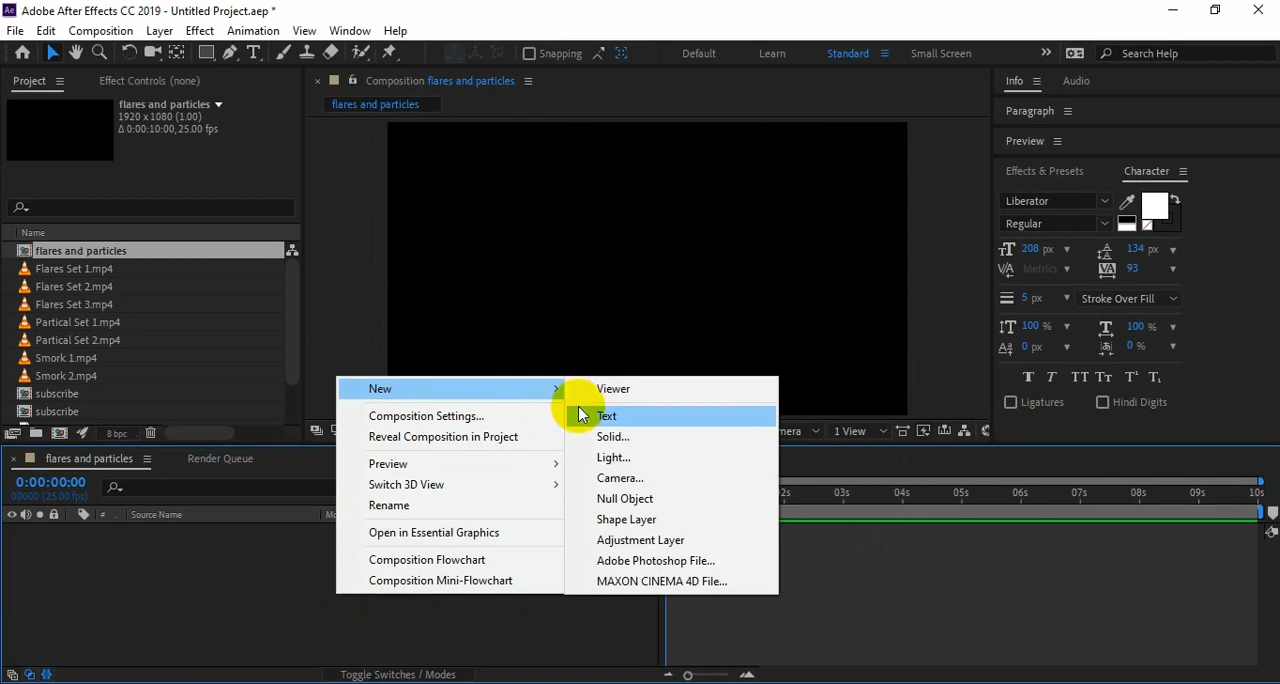 Adobe After Effects CC 2019 - Untitled Project.aep *
File Edit Composition Layer Effect Animation View Window Help
Snapping Default Learn Standard Small Screen Search Help
Project Effect Controls (none)
flares and particles
1920 x 1080 (1.00)
Δ 0:00:10:00, 25.00 fps
Name
flares and particles
Flares Set 1.mp4
Flares Set 2.mp4
Flares Set 3.mp4
Partical Set 1.mp4
Partical Set 2.mp4
Smork 1.mp4
Smork 2.mp4
subscribe
subscribe
8 bpc
Composition flares and particles
flares and particles
1 View
Info Audio
Paragraph
Preview
Effects & Presets Character
Liberator
Regular
208 px 134 px
Metrics 93
5 px Stroke Over Fill
100 % 100 %
0 px 0 %
T T TT Tr T¹ T₁
Ligatures Hindi Digits
New
Composition Settings...
Reveal Composition in Project
Preview
Switch 3D View
Rename
Open in Essential Graphics
Composition Flowchart
Composition Mini-Flowchart
Viewer
Text
Solid...
Light...
Camera...
Null Object
Shape Layer
Adjustment Layer
Adobe Photoshop File...
MAXON CINEMA 4D File...
flares and particles Render Queue
0:00:00:00
00000 (25.00 fps)
# Source Name
03s 04s 05s 06s 07s 08s 09s 10s
Toggle Switches / Modes